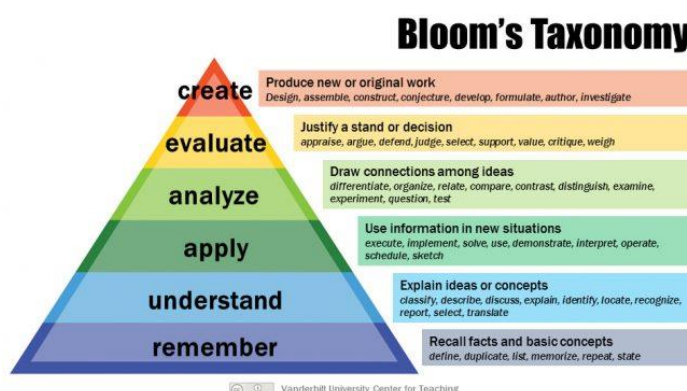 Bloom's Taxonomy
create
Produce new or original work
Design, assemble, construct, conjecture, develop, formulate, author, investigate
evaluate
Justify a stand or decision
appraise, argue, defend, judge, select, support, value, critique, weigh
analyze
Draw connections among ideas
differentiate, organize, relate, compare, contrast, distinguish, examine,
experiment, question, test
apply
Use information in new situations
execute, implement, solve, use, demonstrate, interpret, operate,
schedule, sketch
understand
Explain ideas or concepts
classify, describe, discuss, explain, identify, locate, recognize,
report, select, translate
remember
Recall facts and basic concepts
define, duplicate, list, memorize, repeat, state
Vanderbilt University Center for Teaching